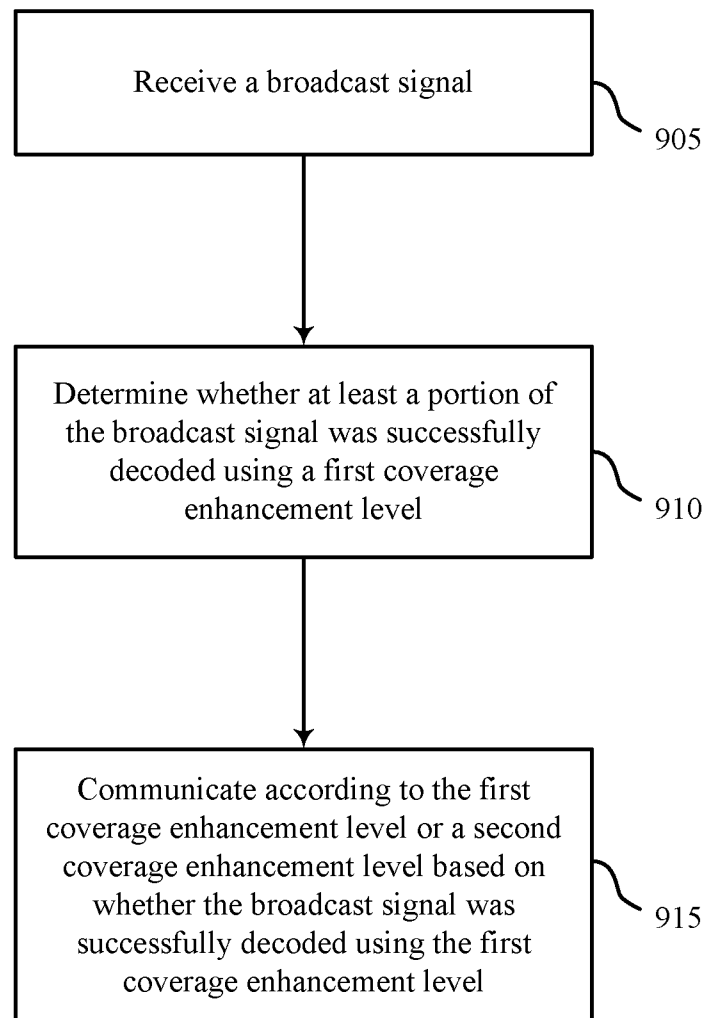 Receive a broadcast signal
905
Determine whether at least a portion of
the broadcast signal was successfully
decoded using a first coverage
enhancement level
910
Communicate according to the first
coverage enhancement level or a second
coverage enhancement level based on
whether the broadcast signal was
successfully decoded using the first
coverage enhancement level
915